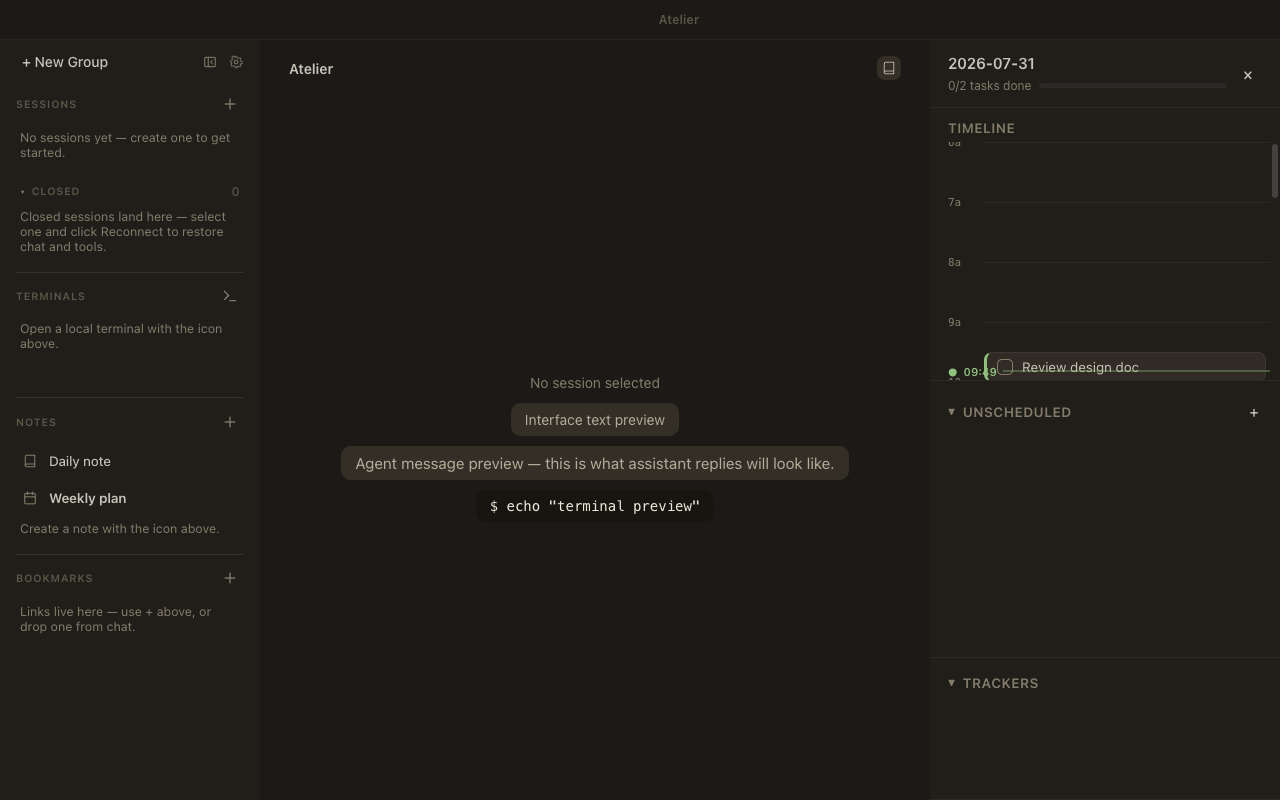 Atelier
+ New Group
SESSIONS
No sessions yet — create one to get
started.
CLOSED 0
Closed sessions land here — select
one and click Reconnect to restore
chat and tools.
TERMINALS
Open a local terminal with the icon
above.
NOTES
Daily note
Weekly plan
Create a note with the icon above.
BOOKMARKS
Links live here — use + above, or
drop one from chat.
Atelier
No session selected
Interface text preview
Agent message preview — this is what assistant replies will look like.
$ echo "terminal preview"
2026-07-31
0/2 tasks done
TIMELINE
6a
7a
8a
9a
Review design doc
09:49
UNSCHEDULED
TRACKERS